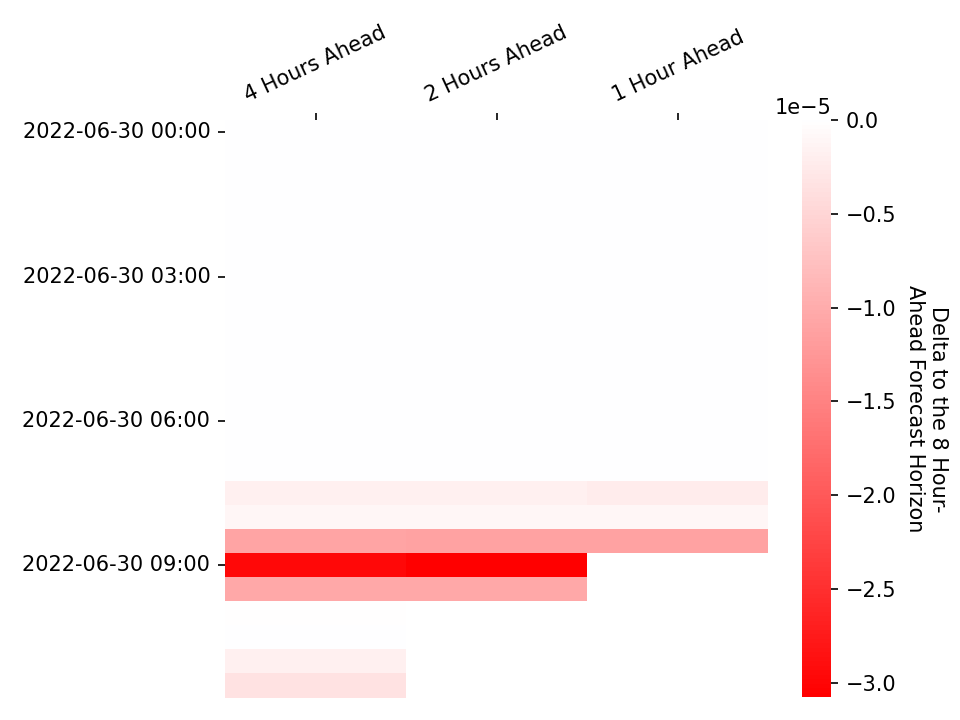 4 Hours Ahead
2 Hours Ahead
1 Hour Ahead
1e−5
2022-06-30 00:00
2022-06-30 03:00
2022-06-30 06:00
2022-06-30 09:00
0.0
−0.5
−1.0
−1.5
−2.0
−2.5
−3.0
Delta to the 8 Hour-
Ahead Forecast Horizon